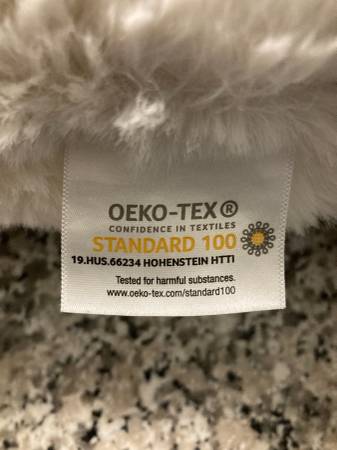 OEKO-TEX®
CONFIDENCE IN TEXTILES
STANDARD 100
19.HUS.66234 HOHENSTEIN HTTI
Tested for harmful substances.
www.oeko-tex.com/standard100